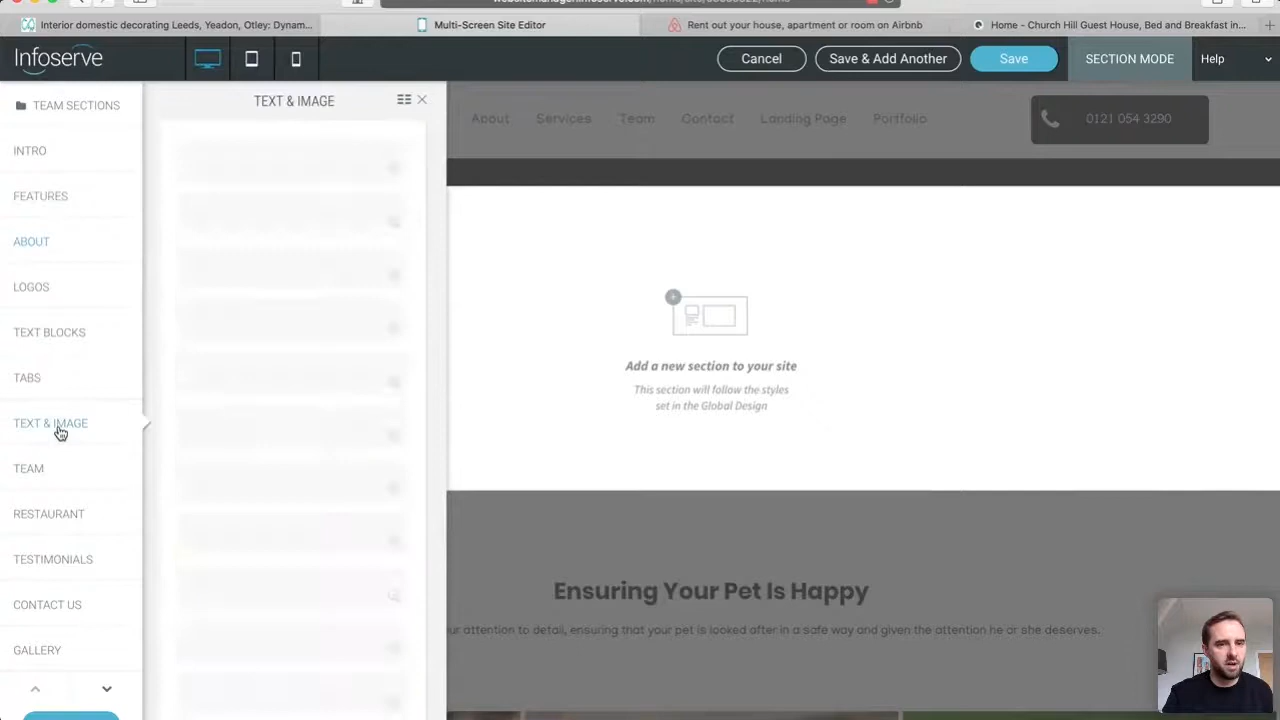 Interior domestic decorating Leeds, Yeadon, Otley: Dynam...
Multi-Screen Site Editor
Rent out your house, apartment or room on Airbnb
Home - Church Hill Guest House, Bed and Breakfast in...
Infoserve
Cancel
Save & Add Another
Save
SECTION MODE
Help
TEAM SECTIONS
TEXT & IMAGE
About
Services
Team
Contact
Landing Page
Portfolio
0121 054 3290
INTRO
FEATURES
ABOUT
LOGOS
TEXT BLOCKS
TABS
TEXT & IMAGE
TEAM
RESTAURANT
TESTIMONIALS
CONTACT US
GALLERY
Add a new section to your site
This section will follow the styles
set in the Global Design
Ensuring Your Pet Is Happy
ur attention to detail, ensuring that your pet is looked after in a safe way and given the attention he or she deserves.